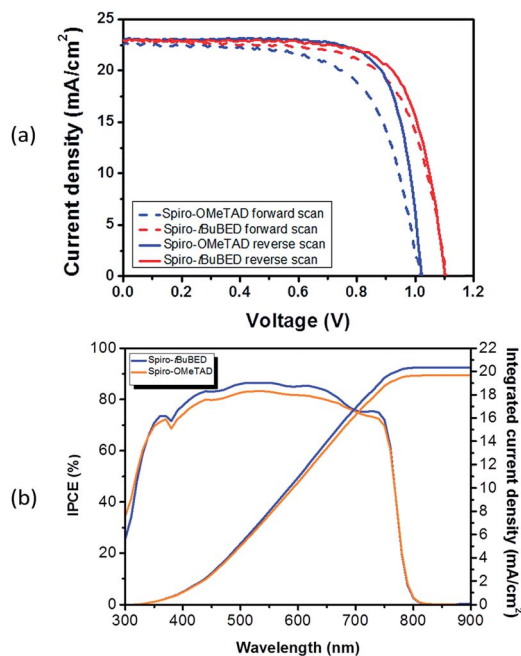 (a)
Current density (mA/cm²)
25
20
15
10
5
0
Spiro-OMeTAD forward scan
Spiro-tBuBED forward scan
Spiro-OMeTAD reverse scan
Spiro-tBuBED reverse scan
0.0 0.2 0.4 0.6 0.8 1.0
Voltage (V)
(b)
IPCE (%)
100
80
60
40
20
0
Spiro-tBuBED
Spiro-OMeTAD
22
20
18
16
14
12
10
8
6
4
2
0
Integrated current density (mA/cm²)
300 400 500 600 700 800 900
Wavelength (nm)